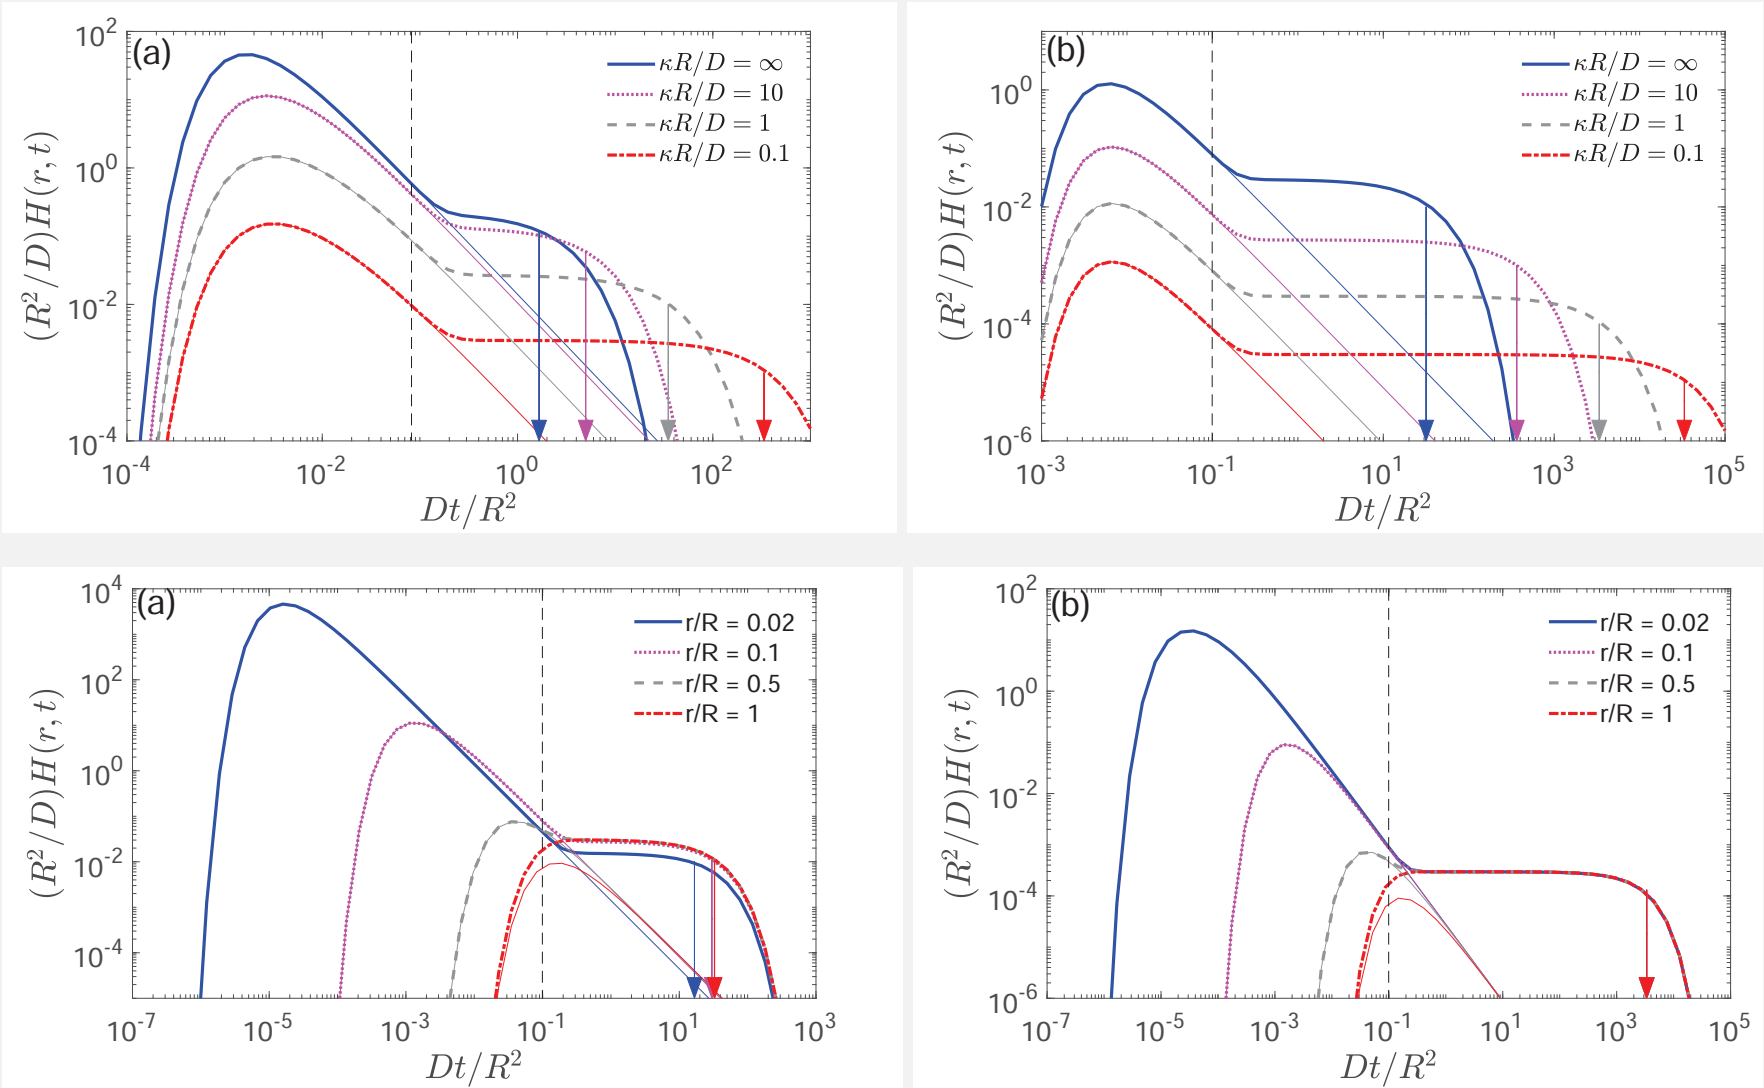 (a)
κR/D = ∞
κR/D = 10
κR/D = 1
κR/D = 0.1
10² 10⁰ 10⁻² 10⁻⁴
(R²/D)H(r, t)
10⁻⁴ 10⁻² 10⁰ 10²
Dt/R²
(b)
κR/D = ∞
κR/D = 10
κR/D = 1
κR/D = 0.1
10⁰ 10⁻² 10⁻⁴ 10⁻⁶
(R²/D)H(r, t)
10⁻³ 10⁻¹ 10¹ 10³ 10⁵
Dt/R²
(a)
r/R = 0.02
r/R = 0.1
r/R = 0.5
r/R = 1
10⁴ 10² 10⁰ 10⁻² 10⁻⁴
(R²/D)H(r, t)
10⁻⁷ 10⁻⁵ 10⁻³ 10⁻¹ 10¹ 10³
Dt/R²
(b)
r/R = 0.02
r/R = 0.1
r/R = 0.5
r/R = 1
10² 10⁰ 10⁻² 10⁻⁴ 10⁻⁶
(R²/D)H(r, t)
10⁻⁷ 10⁻⁵ 10⁻³ 10⁻¹ 10¹ 10³ 10⁵
Dt/R²